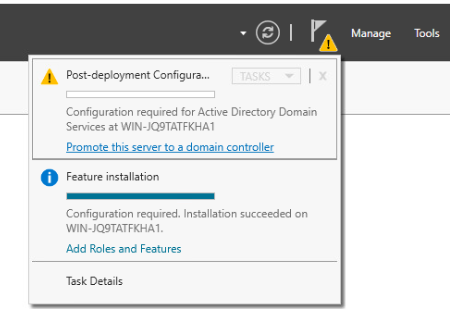 Manage Tools
Post-deployment Configura... TASKS X
Configuration required for Active Directory Domain
Services at WIN-JQ9TATFKHA1
Promote this server to a domain controller
Feature installation
Configuration required. Installation succeeded on
WIN-JQ9TATFKHA1.
Add Roles and Features
Task Details